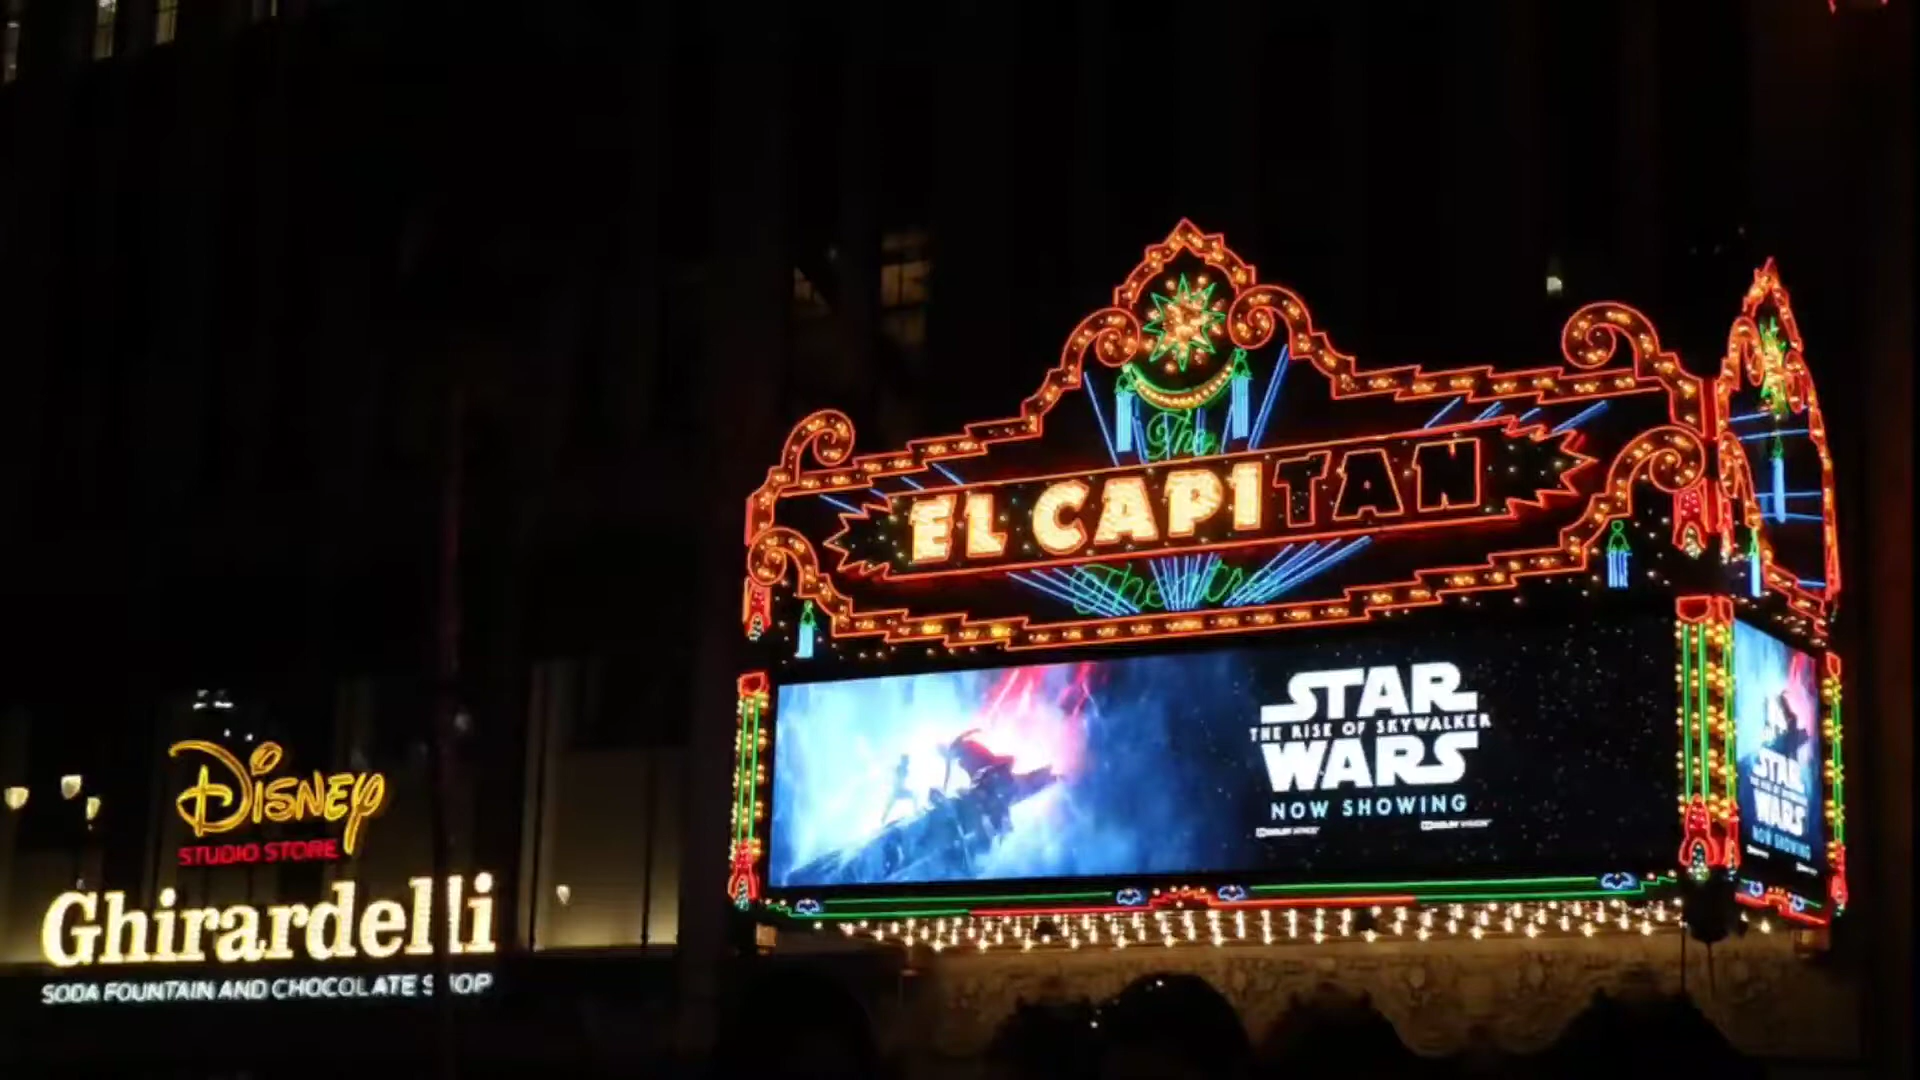 The
EL CAPITAN
Theatre
STAR
THE RISE OF SKYWALKER
WARS
NOW SHOWING
STAR
WARS
NOW SHOWING
DISNEY
STUDIO STORE
Ghirardelli
SODA FOUNTAIN AND CHOCOLATE SHOP